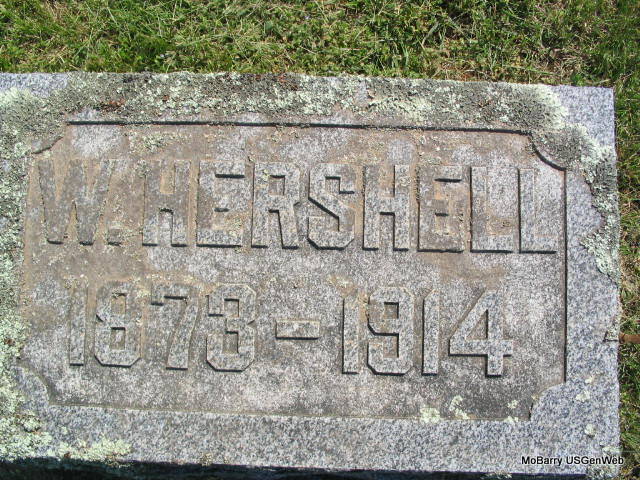 W. H HERSHELL
1873-1914
MoBarry USGenWeb